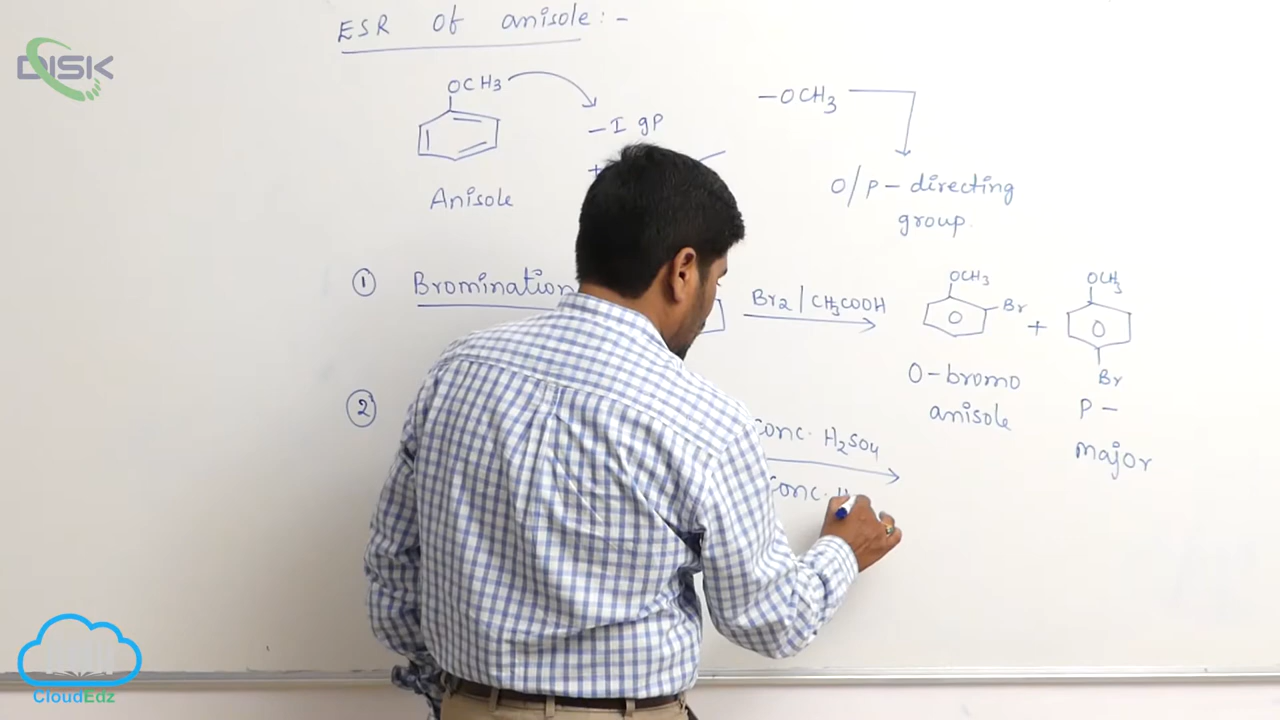 DISK
ESR of anisole:-
OCH3
Anisole
-I gp
+
-OCH3
O/P - directing
group.
① Bromination
Br2 / CH3COOH
OCH3
Br
+
OCH3
Br
O-bromo
anisole
P -
major
②
conc. H2SO4
conc. H
CloudEdz